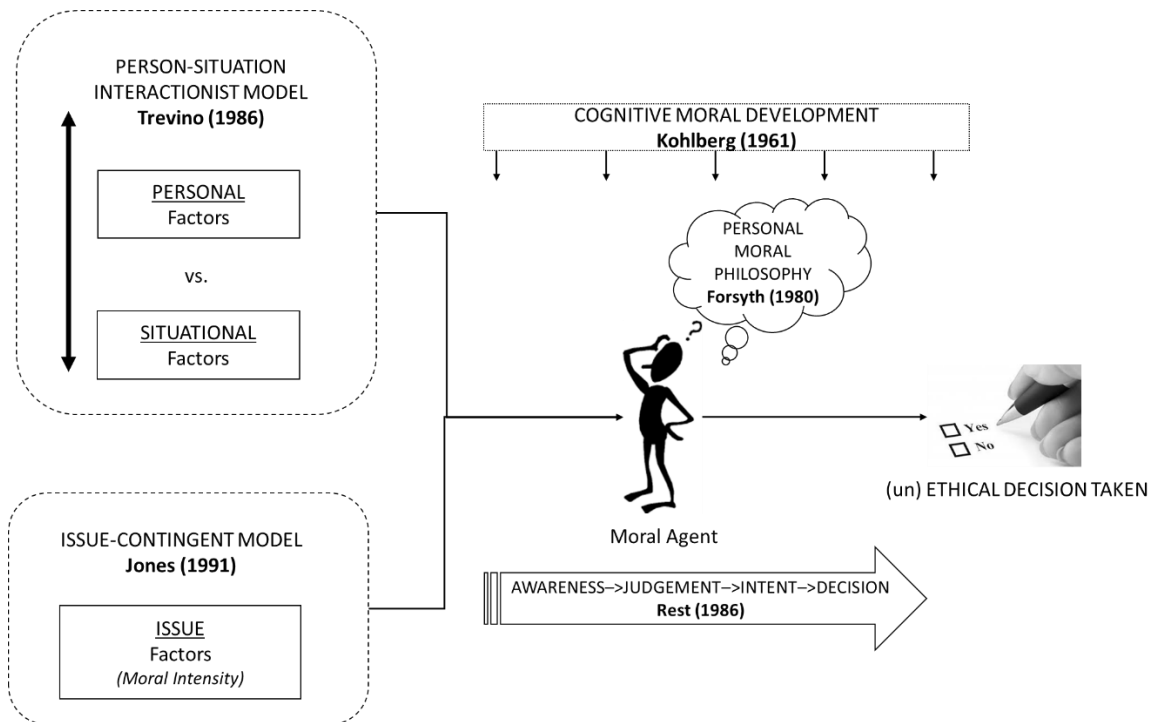 PERSON-SITUATION
INTERACTIONIST MODEL
Trevino (1986)
PERSONAL
Factors
vs.
SITUATIONAL
Factors
ISSUE-CONTINGENT MODEL
Jones (1991)
ISSUE
Factors
(Moral Intensity)
COGNITIVE MORAL DEVELOPMENT
Kohlberg (1961)
PERSONAL
MORAL
PHILOSOPHY
Forsyth (1980)
?
Moral Agent
AWARENESS–>JUDGEMENT–>INTENT–>DECISION
Rest (1986)
Yes
No
(un) ETHICAL DECISION TAKEN